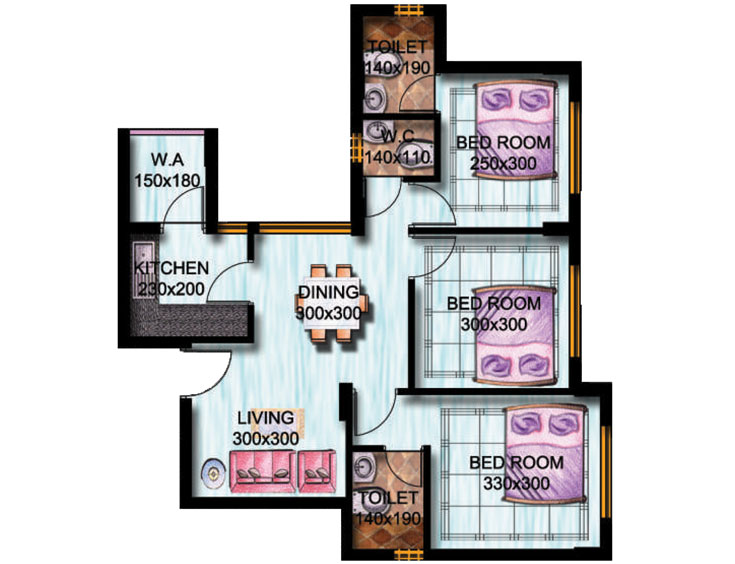 TOILET
140x190
W.C
140x110
BED ROOM
250x300
W.A
150x180
KITCHEN
230x200
DINING
300x300
BED ROOM
300x300
LIVING
300x300
BED ROOM
330x300
TOILET
140x190